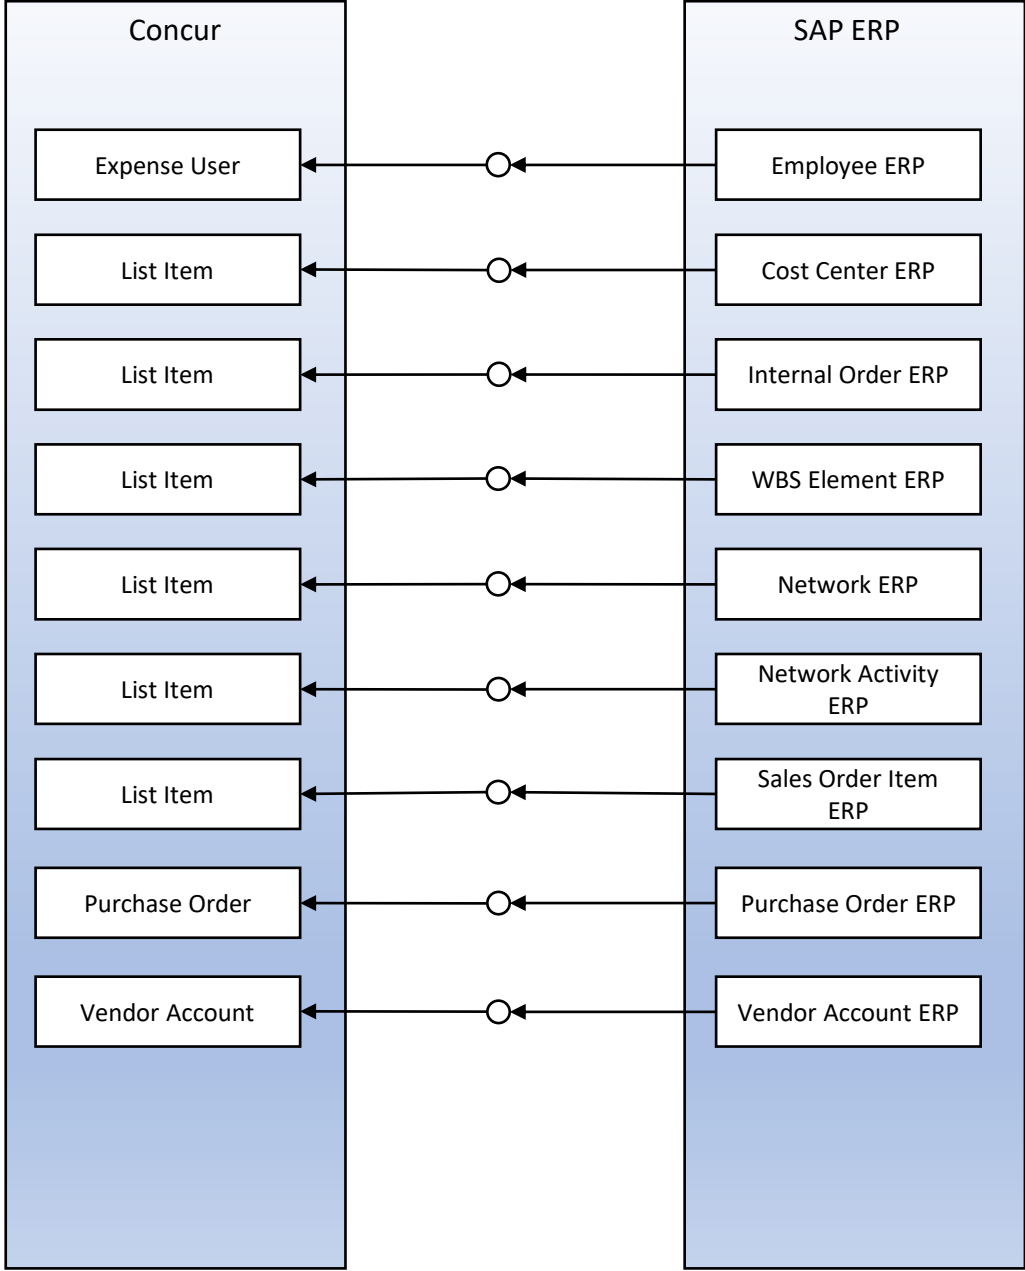 Concur
SAP ERP
Expense User
Employee ERP
List Item
Cost Center ERP
List Item
Internal Order ERP
List Item
WBS Element ERP
List Item
Network ERP
List Item
Network Activity
ERP
List Item
Sales Order Item
ERP
Purchase Order
Purchase Order ERP
Vendor Account
Vendor Account ERP